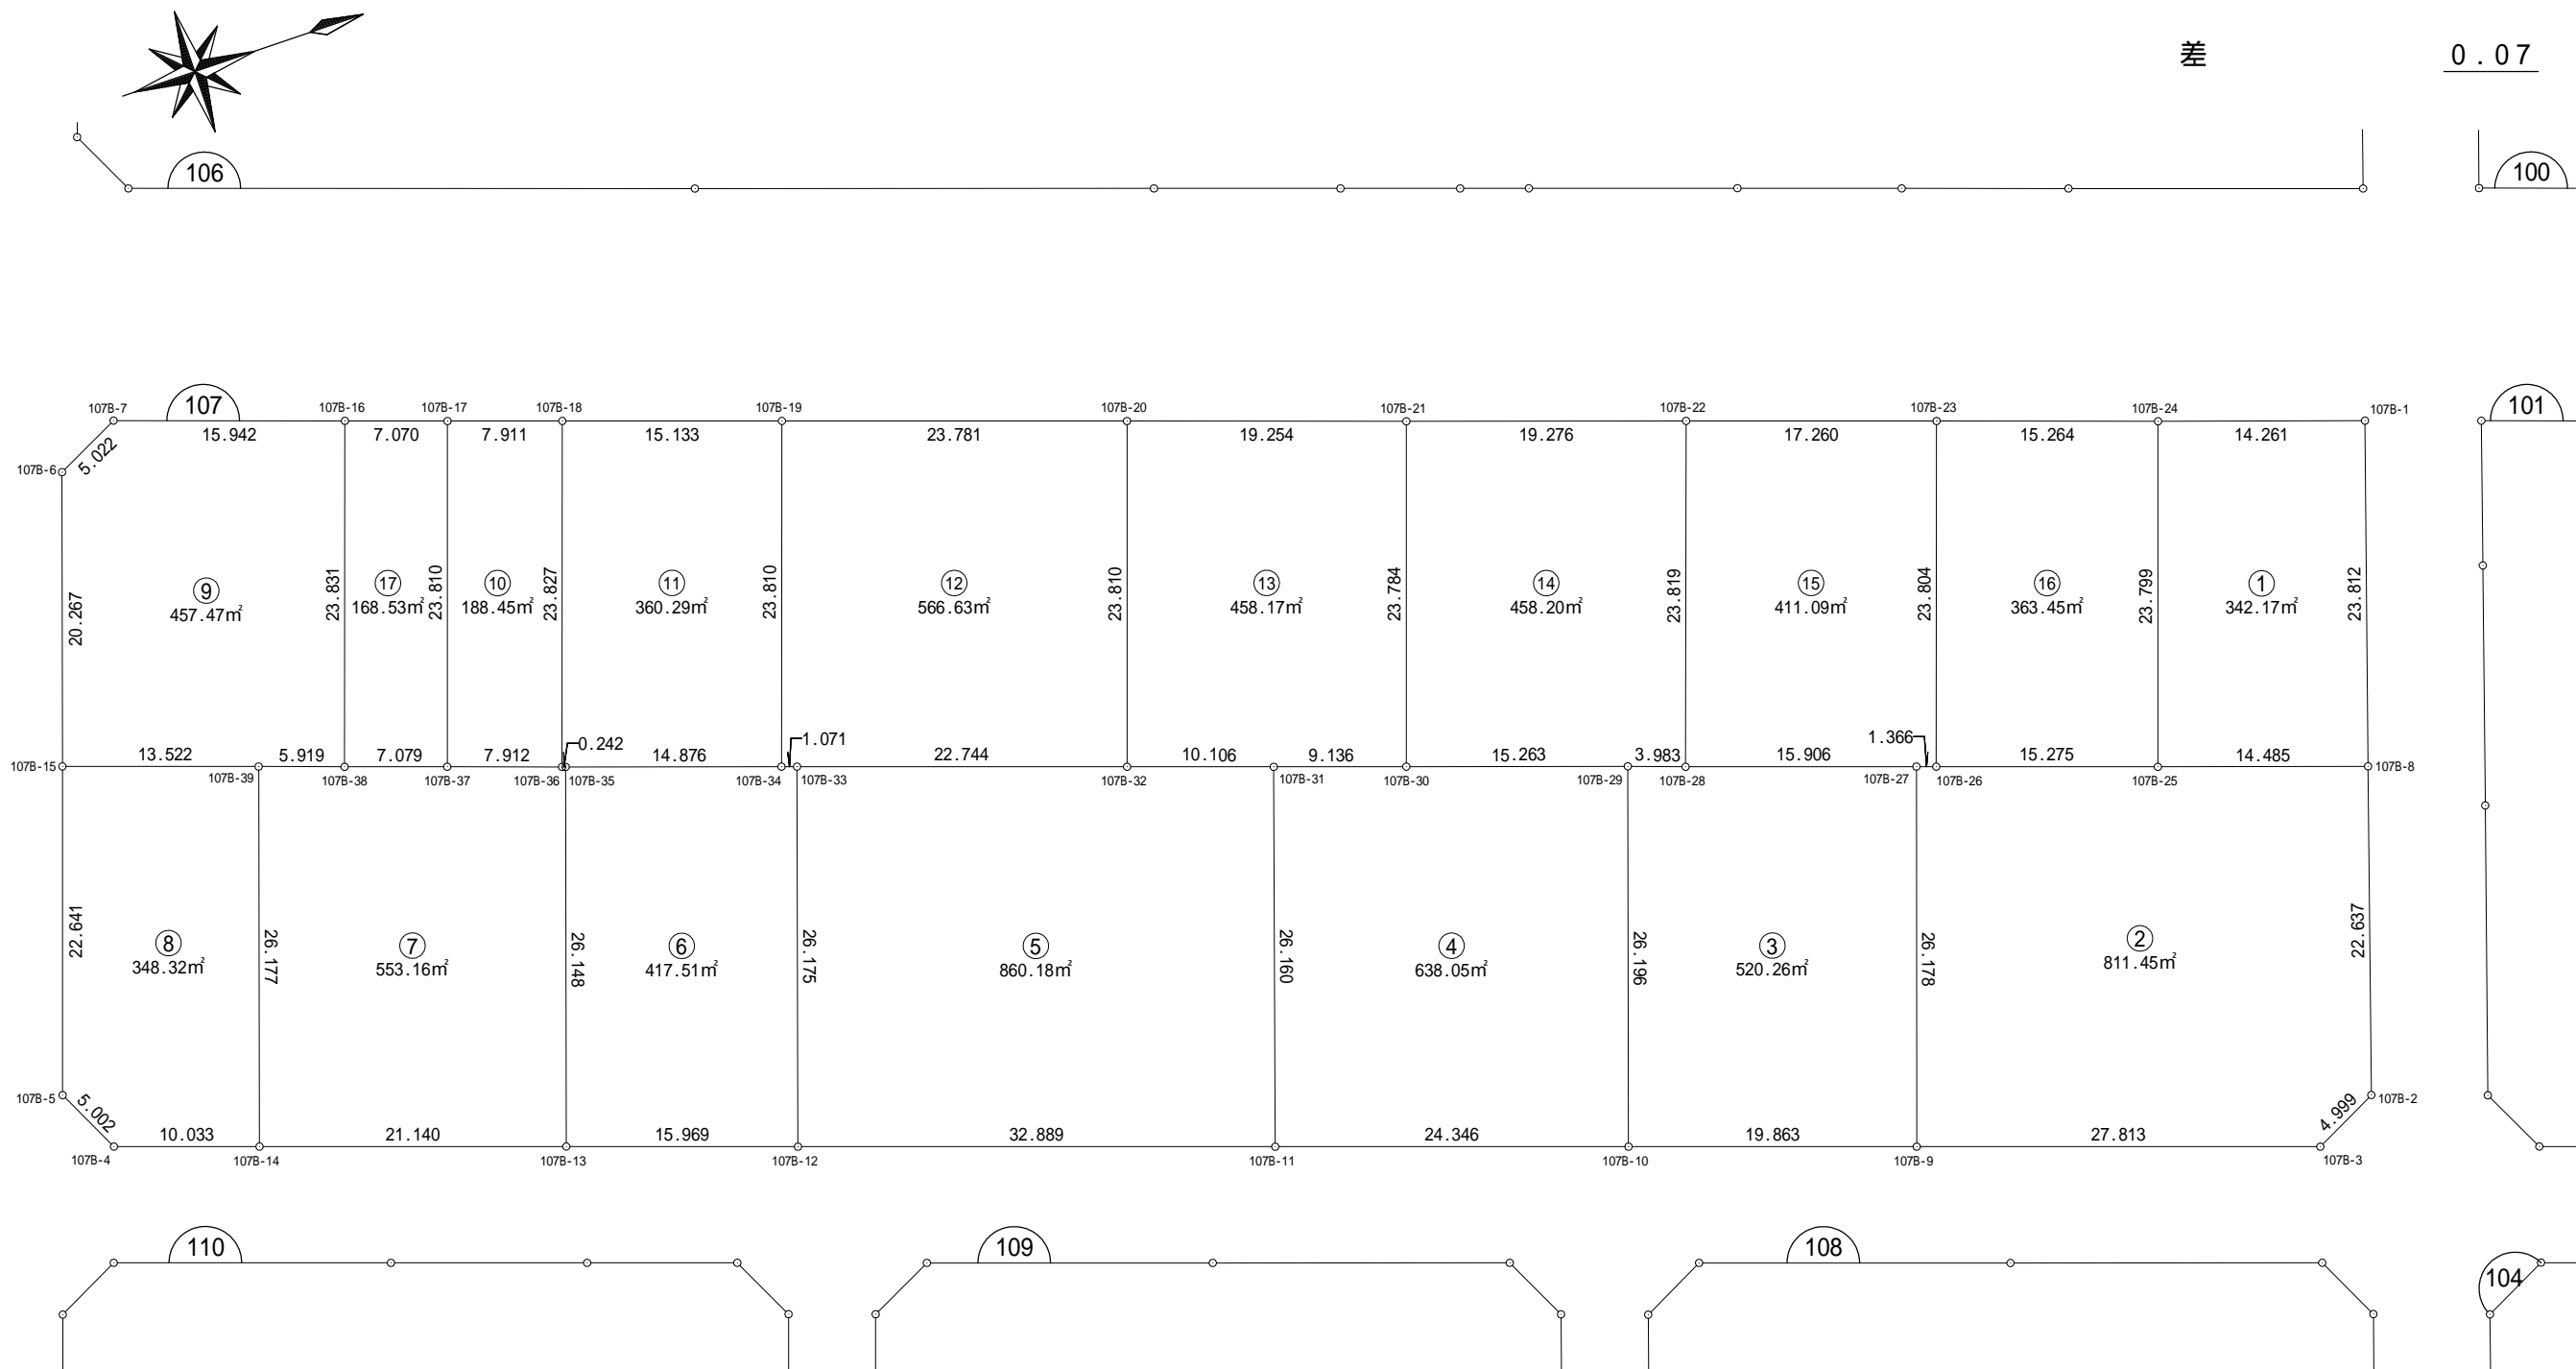 差 0.07
106 100
107B-7 107 107B-16 107B-17 107B-18 107B-19 107B-20 107B-21 107B-22 107B-23 107B-24 107B-1 101
15.942 7.070 7.911 15.133 23.781 19.254 19.276 17.260 15.264 14.261
107B-6 5.022
20.267 23.831 23.810 23.827 23.810 23.810 23.784 23.819 23.804 23.799 23.812
⑨ ⑰ ⑩ ⑪ ⑫ ⑬ ⑭ ⑮ ⑯ ①
457.47㎡ 168.53㎡ 188.45㎡ 360.29㎡ 566.63㎡ 458.17㎡ 458.20㎡ 411.09㎡ 363.45㎡ 342.17㎡
0.242 1.071 1.366
13.522 5.919 7.079 7.912 14.876 22.744 10.106 9.136 15.263 3.983 15.906 15.275 14.485
107B-15 107B-39 107B-38 107B-37 107B-36 107B-35 107B-34 107B-33 107B-32 107B-31 107B-30 107B-29 107B-28 107B-27 107B-26 107B-25 107B-8
22.641 26.177 26.148 26.175 26.160 26.196 26.178 22.637
⑧ ⑦ ⑥ ⑤ ④ ③ ②
348.32㎡ 553.16㎡ 417.51㎡ 860.18㎡ 638.05㎡ 520.26㎡ 811.45㎡
107B-5 5.002 4.999 107B-2
10.033 21.140 15.969 32.889 24.346 19.863 27.813
107B-4 107B-14 107B-13 107B-12 107B-11 107B-10 107B-9 107B-3
110 109 108 104